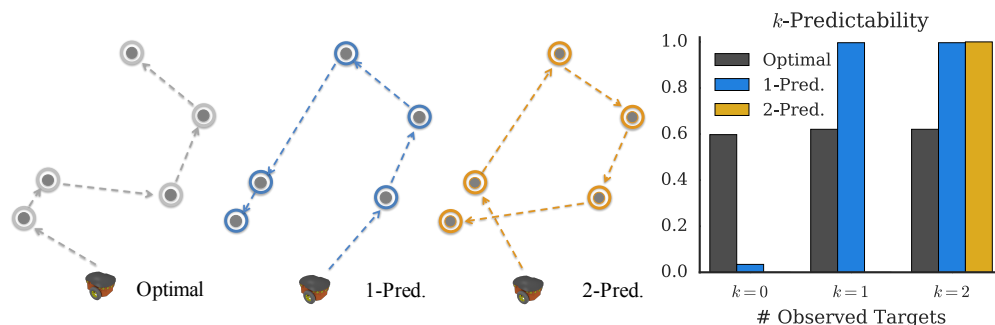 Optimal
1-Pred.
2-Pred.
k-Predictability
1.0
0.8
0.6
0.4
0.2
0.0
Optimal
1-Pred.
2-Pred.
k = 0
k = 1
k = 2
# Observed Targets